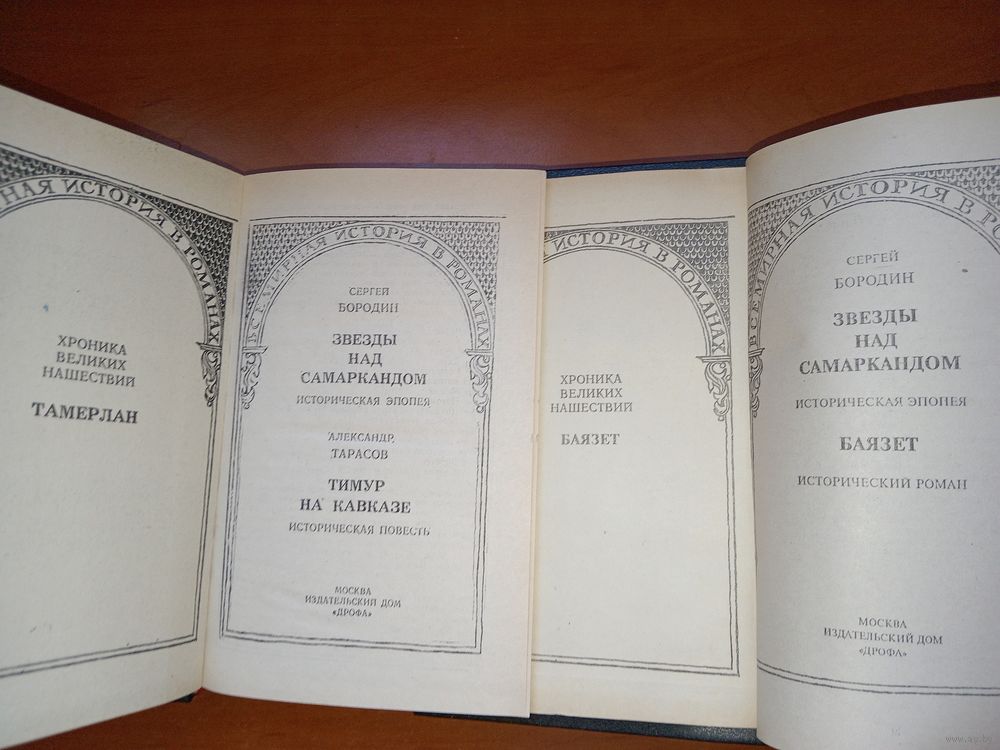 НАЯ ИСТОРИЯ В РОМАНАХ
ХРОНИКА
ВЕЛИКИХ
НАШЕСТВИЙ
ТАМЕРЛАН
ВСЕМИРНАЯ ИСТОРИЯ В РОМАНАХ
СЕРГЕЙ
БОРОДИН
ЗВЕЗДЫ
НАД
САМАРКАНДОМ
ИСТОРИЧЕСКАЯ ЭПОПЕЯ
АЛЕКСАНДР
ТАРАСОВ
ТИМУР
НА КАВКАЗЕ
ИСТОРИЧЕСКАЯ ПОВЕСТЬ
МОСКВА
ИЗДАТЕЛЬСКИЙ ДОМ
«ДРОФА»
ИСТОРИЯ В РОМАНАХ
ХРОНИКА
ВЕЛИКИХ
НАШЕСТВИЙ
БАЯЗЕТ
ВСЕМИРНАЯ ИСТОРИЯ В РО
СЕРГЕЙ
БОРОДИН
ЗВЕЗДЫ
НАД
САМАРКАНДОМ
ИСТОРИЧЕСКАЯ ЭПОПЕЯ
БАЯЗЕТ
ИСТОРИЧЕСКИЙ РОМАН
МОСКВА
ИЗДАТЕЛЬСКИЙ ДОМ
«ДРОФА»